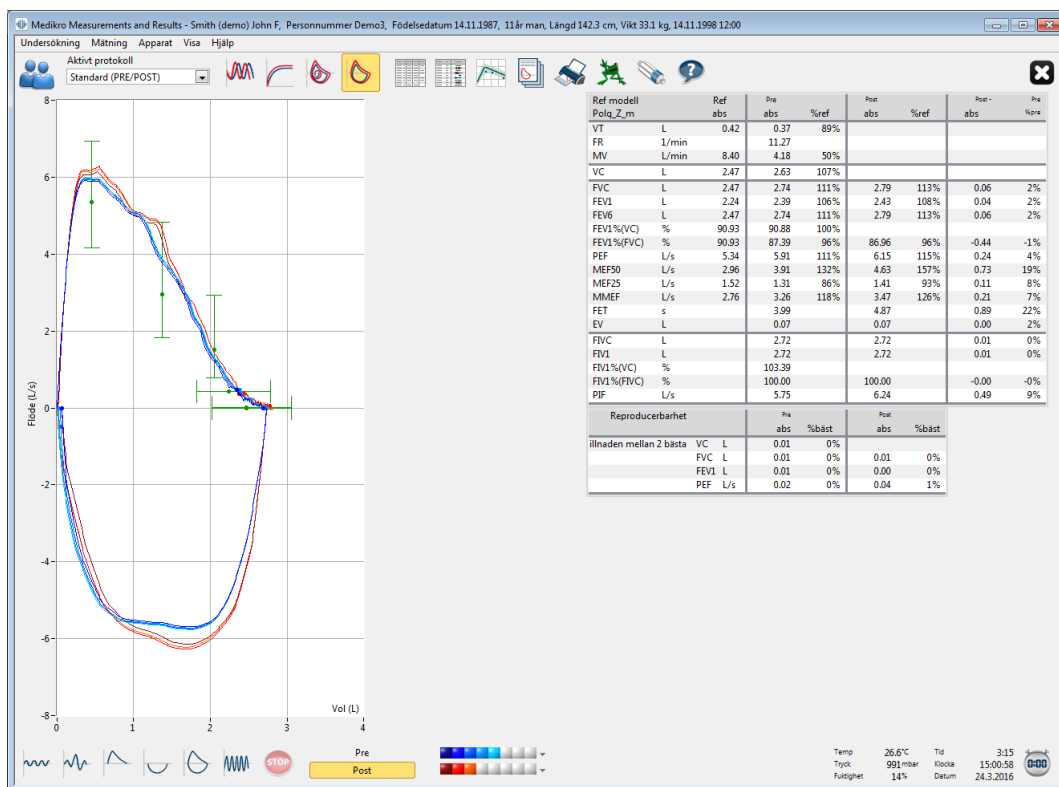 Medikro Measurements and Results - Smith (demo) John F, Personnummer Demo3, Födelsedatum 14.11.1987, 11år man, Längd 142.3 cm, Vikt 33.1 kg, 14.11.1998 12:00
Undersökning Mätning Apparat Visa Hjälp
Aktivt protokoll
Standard (PRE/POST)
Ref modell Ref Pre Post Post - Pre
Polg_Z_m abs abs %ref abs %ref abs %pre
VT L 0.42 0.37 89%
FR 1/min 11.27
MV L/min 8.40 4.18 50%
VC L 2.47 2.63 107%
FVC L 2.47 2.74 111% 2.79 113% 0.06 2%
FEV1 L 2.24 2.39 106% 2.43 108% 0.04 2%
FEV6 L 2.47 2.74 111% 2.79 113% 0.06 2%
FEV1%(VC) % 90.93 90.88 100%
FEV1%(FVC) % 90.93 87.39 96% 86.96 96% -0.44 -1%
PEF L/s 5.34 5.91 111% 6.15 115% 0.24 4%
MEF50 L/s 2.96 3.91 132% 4.63 157% 0.73 19%
MEF25 L/s 1.52 1.31 86% 1.41 93% 0.11 8%
MMEF L/s 2.76 3.26 118% 3.47 126% 0.21 7%
FET s 3.99 4.87 0.89 22%
EV L 0.07 0.07 0.00 2%
FIVC L 2.72 2.72 0.01 0%
FIV1 L 2.72 2.72 0.01 0%
FIV1%(VC) % 103.39
FIV1%(FIVC) % 100.00 100.00 -0.00 -0%
PIF L/s 5.75 6.24 0.49 9%
Reproducerbarhet Pre Post
abs %bäst abs %bäst
illnaden mellan 2 bästa VC L 0.01 0%
FVC L 0.01 0% 0.01 0%
FEV1 L 0.01 0% 0.00 0%
PEF L/s 0.02 0% 0.04 1%
Flöde (L/s)
8
6
4
2
0
-2
-4
-6
-8
Vol (L)
0 1 2 3 4
STOP
Pre
Post
Temp 26.6°C Tid 3:15
Tryck 991 mbar Klocka 15:00:58
Fuktighet 14% Datum 24.3.2016
0:00